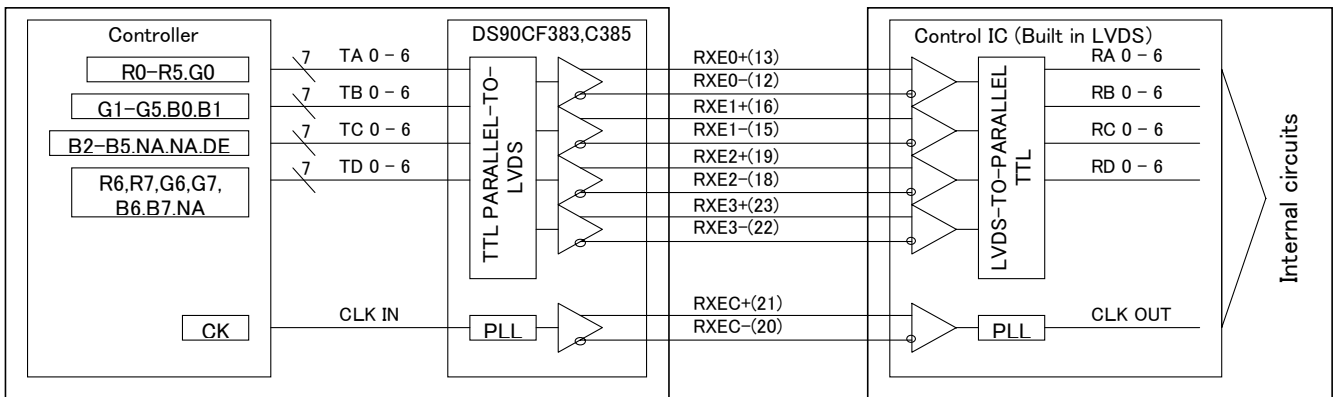 Controller
R0-R5.G0
G1-G5.B0.B1
B2-B5.NA.NA.DE
R6,R7,G6,G7,
B6.B7.NA
CK
7 TA 0 - 6
7 TB 0 - 6
7 TC 0 - 6
7 TD 0 - 6
CLK IN
DS90CF383,C385
TTL PARALLEL-TO-
LVDS
PLL
RXE0+(13)
RXE0-(12)
RXE1+(16)
RXE1-(15)
RXE2+(19)
RXE2-(18)
RXE3+(23)
RXE3-(22)
RXEC+(21)
RXEC-(20)
Control IC (Built in LVDS)
LVDS-TO-PARALLEL
TTL
PLL
RA 0 - 6
RB 0 - 6
RC 0 - 6
RD 0 - 6
CLK OUT
Internal circuits